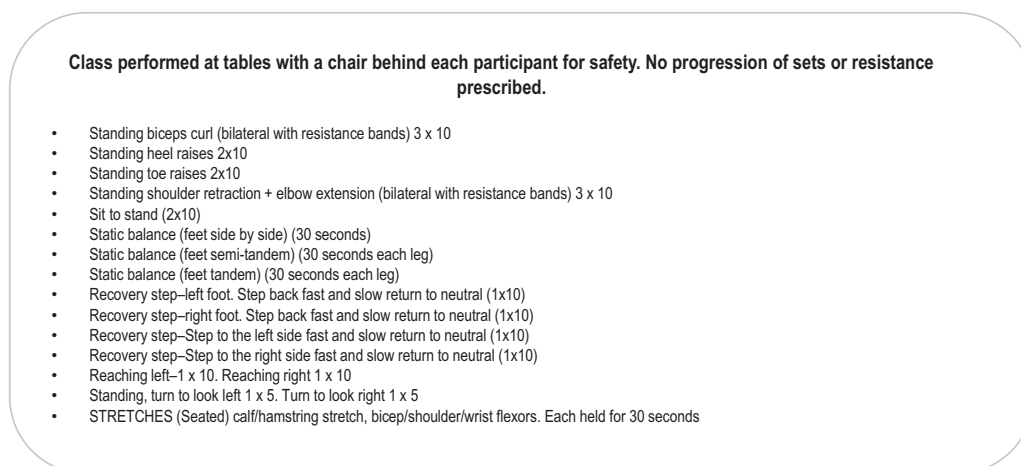 Class performed at tables with a chair behind each participant for safety. No progression of sets or resistance
prescribed.
• Standing biceps curl (bilateral with resistance bands) 3 x 10
• Standing heel raises 2x10
• Standing toe raises 2x10
• Standing shoulder retraction + elbow extension (bilateral with resistance bands) 3 x 10
• Sit to stand (2x10)
• Static balance (feet side by side) (30 seconds)
• Static balance (feet semi-tandem) (30 seconds each leg)
• Static balance (feet tandem) (30 seconds each leg)
• Recovery step–left foot. Step back fast and slow return to neutral (1x10)
• Recovery step–right foot. Step back fast and slow return to neutral (1x10)
• Recovery step–Step to the left side fast and slow return to neutral (1x10)
• Recovery step–Step to the right side fast and slow return to neutral (1x10)
• Reaching left–1 x 10. Reaching right 1 x 10
• Standing, turn to look left 1 x 5. Turn to look right 1 x 5
• STRETCHES (Seated) calf/hamstring stretch, bicep/shoulder/wrist flexors. Each held for 30 seconds